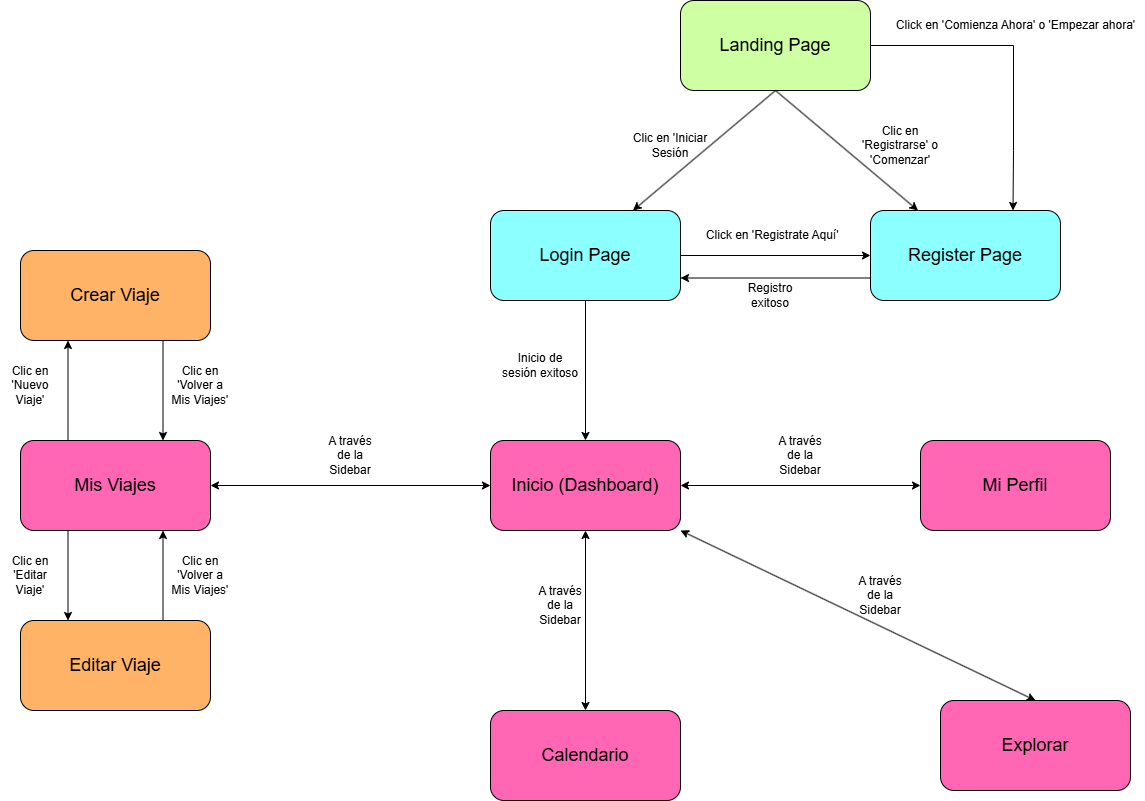 Landing Page
Click en 'Comienza Ahora' o 'Empezar ahora'
Clic en 'Iniciar
Sesión
Clic en
'Registrarse' o
'Comenzar'
Login Page
Click en 'Registrate Aquí'
Register Page
Registro
exitoso
Crear Viaje
Inicio de
sesión exitoso
Clic en
'Nuevo
Viaje'
Clic en
'Volver a
Mis Viajes'
Mis Viajes
A través
de la
Sidebar
Inicio (Dashboard)
A través
de la
Sidebar
Mi Perfil
Clic en
'Editar
Viaje'
Clic en
'Volver a
Mis Viajes'
A través
de la
Sidebar
A través
de la
Sidebar
Editar Viaje
Calendario
Explorar